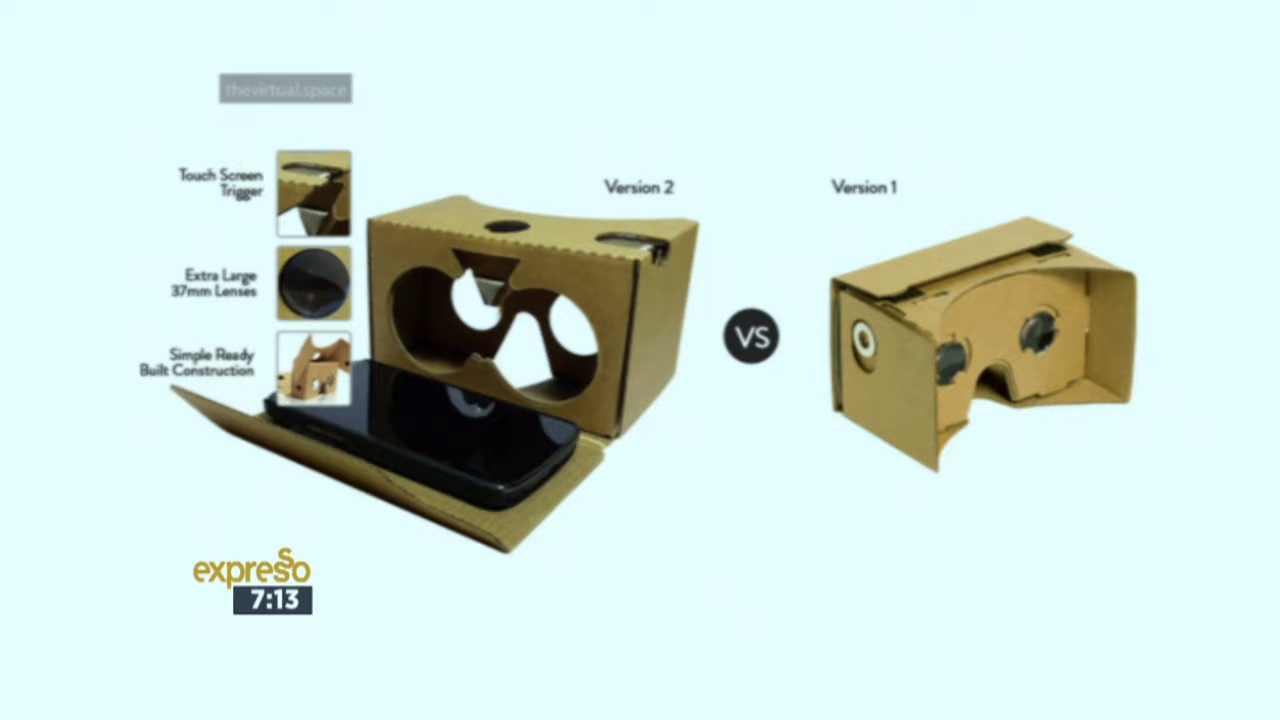 thevirtual.space
Touch Screen
Trigger
Version 2
Version 1
Extra Large
37mm Lenses
VS
Simple Ready
Built Construction
expresso
7:13